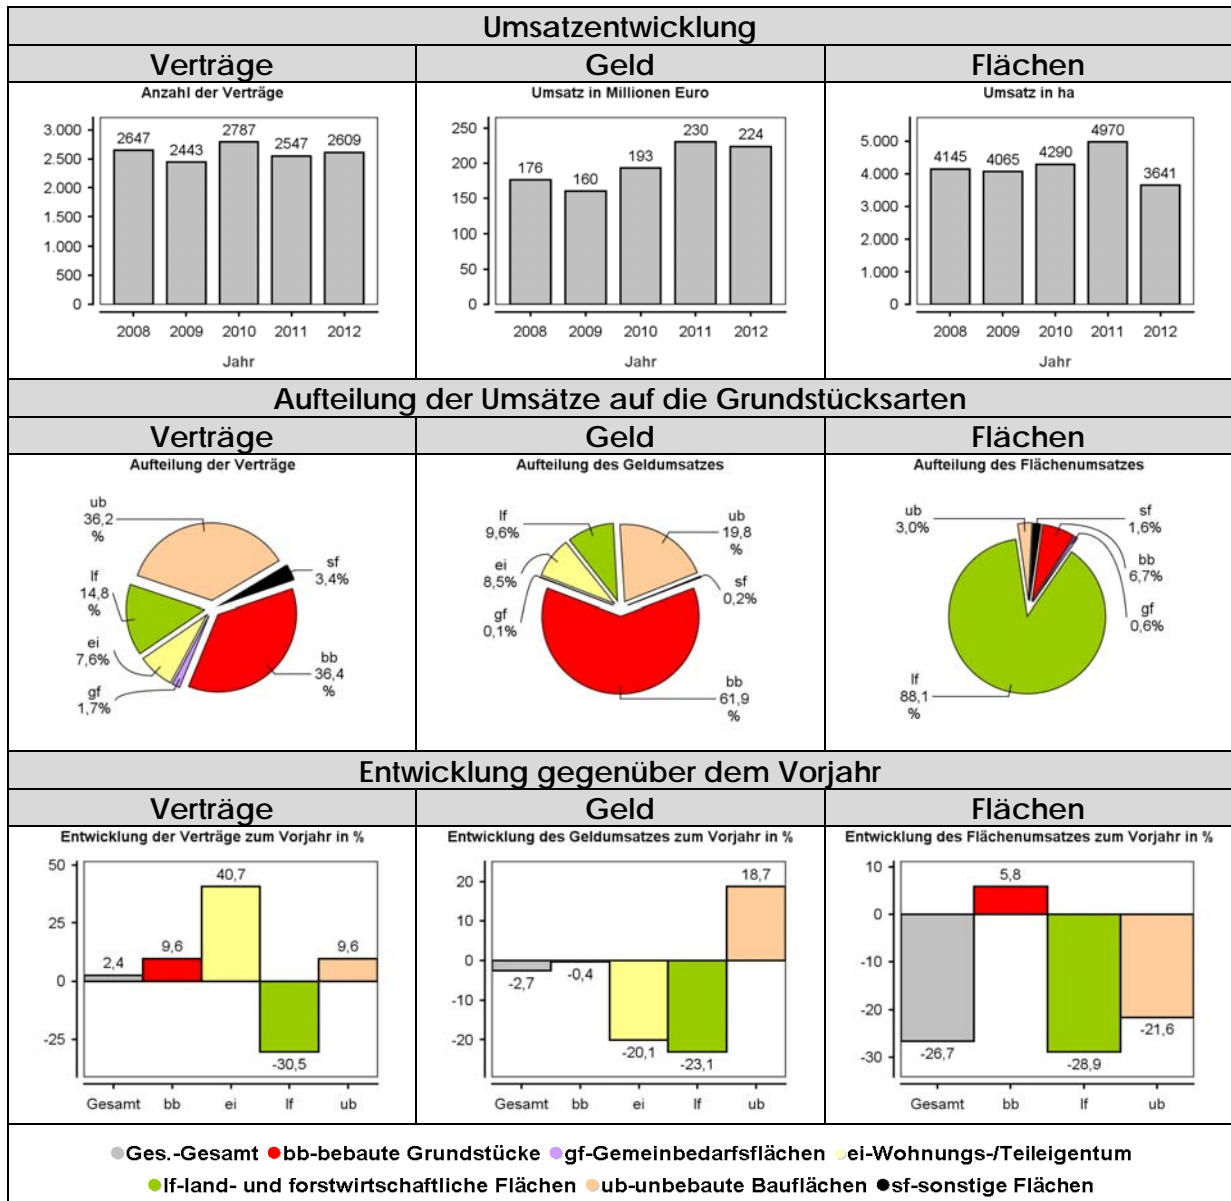 Umsatzentwicklung
Verträge
Geld
Flächen
Anzahl der Verträge
3.000
2.500
2.000
1.500
1.000
500
0
2647
2443
2787
2547
2609
2008 2009 2010 2011 2012
Jahr
Umsatz in Millionen Euro
250
200
150
100
50
0
176
160
193
230
224
2008 2009 2010 2011 2012
Jahr
Umsatz in ha
5.000
4.000
3.000
2.000
1.000
0
4145
4065
4290
4970
3641
2008 2009 2010 2011 2012
Jahr
Aufteilung der Umsätze auf die Grundstücksarten
Verträge
Geld
Flächen
Aufteilung der Verträge
ub
36,2
%
sf
3,4%
lf
14,8
%
ei
7,6%
gf
1,7%
bb
36,4
%
Aufteilung des Geldumsatzes
lf
9,6%
ub
19,8
%
ei
8,5%
sf
0,2%
gf
0,1%
bb
61,9
%
Aufteilung des Flächenumsatzes
ub
3,0%
sf
1,6%
bb
6,7%
gf
0,6%
lf
88,1
%
Entwicklung gegenüber dem Vorjahr
Verträge
Geld
Flächen
Entwicklung der Verträge zum Vorjahr in %
50
25
0
-25
2,4
9,6
40,7
-30,5
9,6
Gesamt bb ei lf ub
Entwicklung des Geldumsatzes zum Vorjahr in %
20
10
0
-10
-20
-2,7
-0,4
-20,1
-23,1
18,7
Gesamt bb ei lf ub
Entwicklung des Flächenumsatzes zum Vorjahr in %
10
0
-10
-20
-30
-26,7
5,8
-28,9
-21,6
Gesamt bb lf ub
Ges.-Gesamt bb-bebaute Grundstücke gf-Gemeinbedarfsflächen ei-Wohnungs-/Teileigentum
lf-land- und forstwirtschaftliche Flächen ub-unbebaute Bauflächen sf-sonstige Flächen